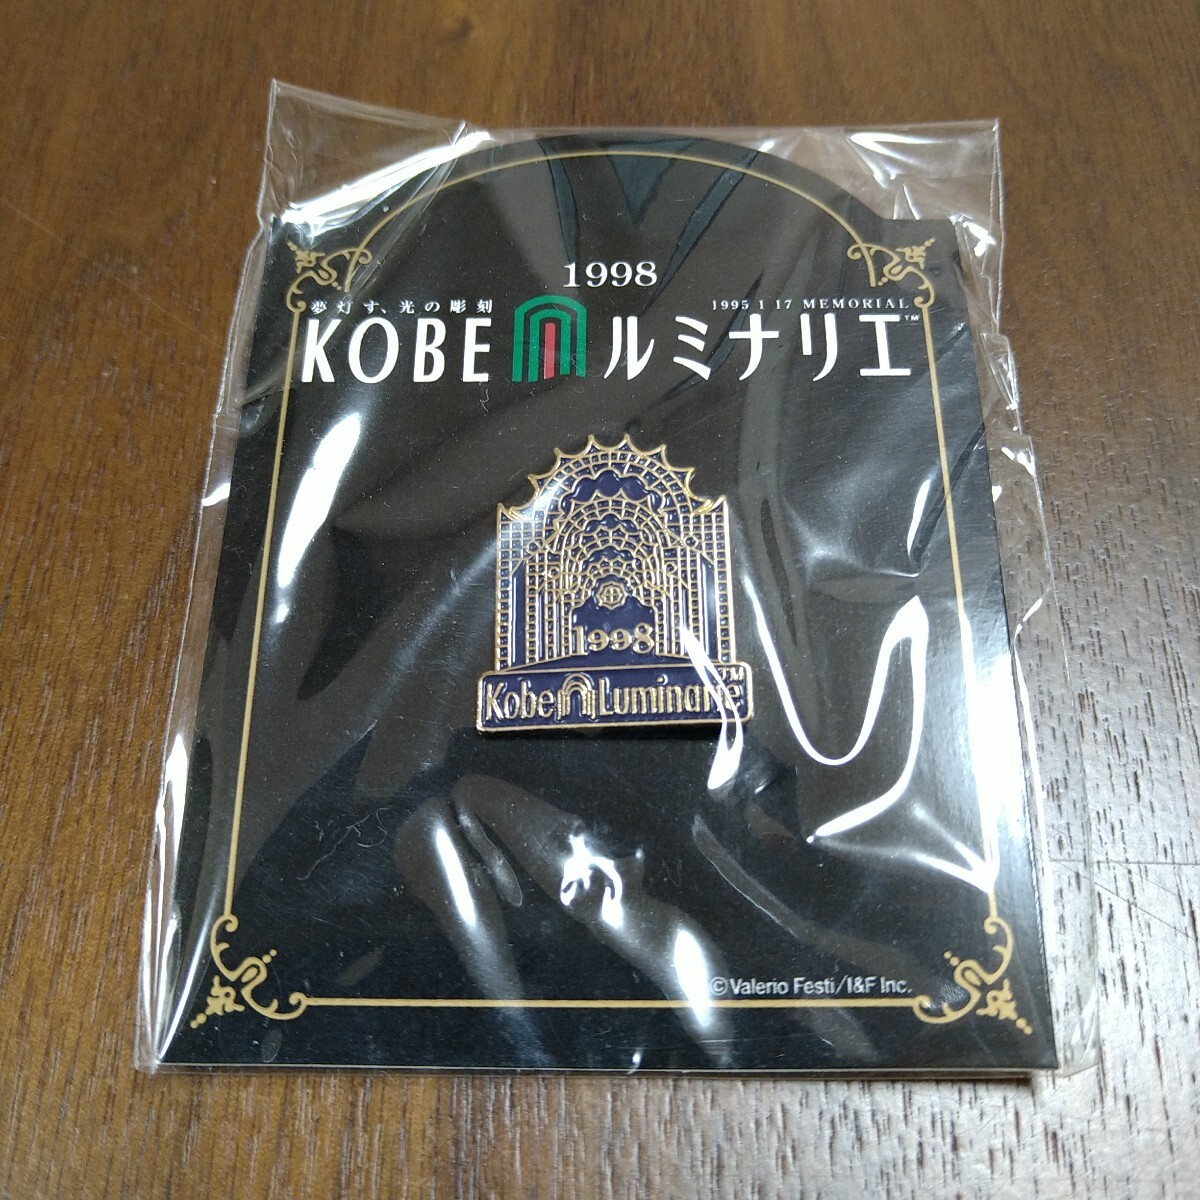 1998
夢灯す、光の彫刻
1995 1 17 MEMORIAL
KOBE ルミナリエ™
1998
Kobe Luminarie™
©Valerio Festi/I&F Inc.